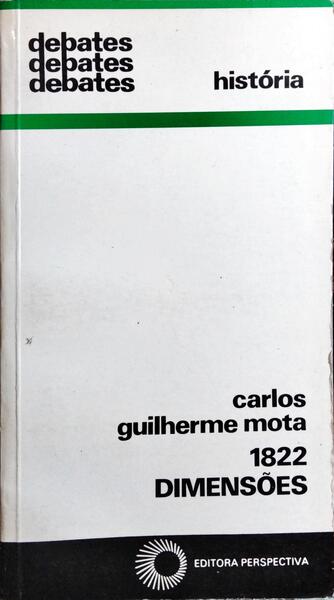 debates
debates
debates
história
carlos
guilherme mota
1822
DIMENSÕES
EDITORA PERSPECTIVA